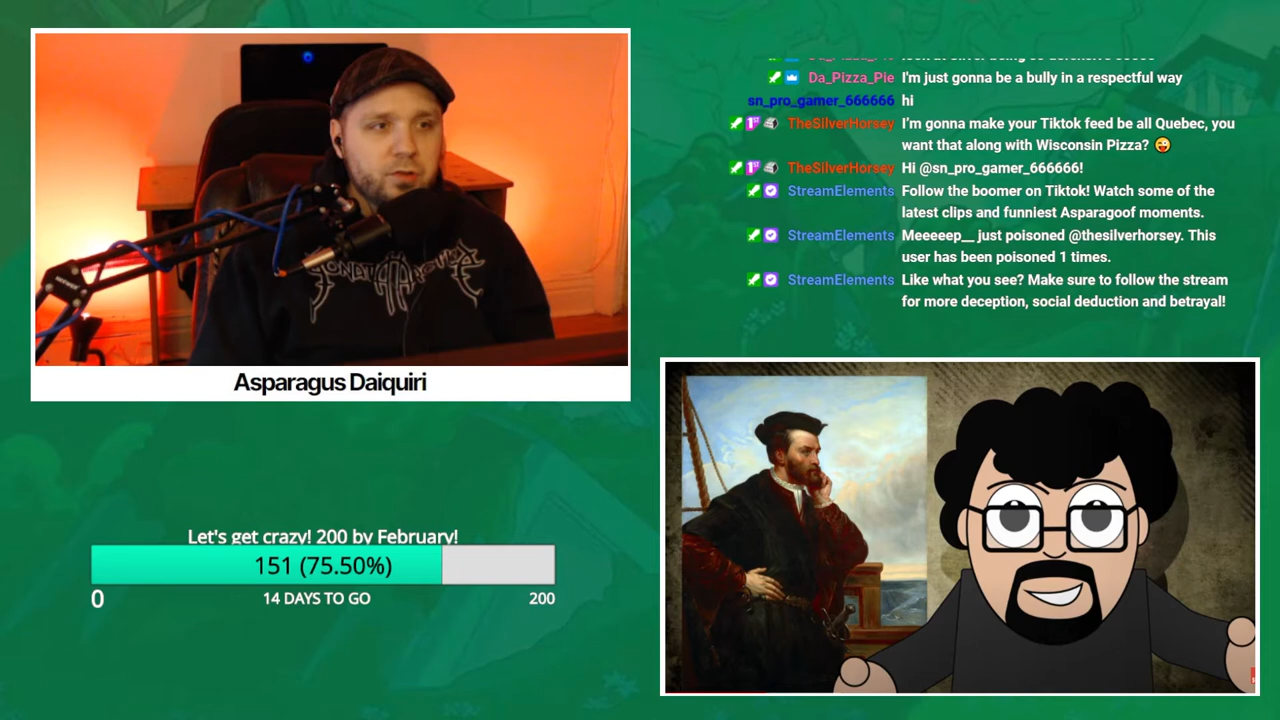 Da_Pizza_Pie I'm just gonna be a bully in a respectful way
sn_pro_gamer_666666 hi
TheSilverHorsey I'm gonna make your Tiktok feed be all Quebec, you
want that along with Wisconsin Pizza? 😜
TheSilverHorsey Hi @sn_pro_gamer_666666!
StreamElements Follow the boomer on Tiktok! Watch some of the
latest clips and funniest Asparagoof moments.
StreamElements Meeeeep__ just poisoned @thesilverhorsey. This
user has been poisoned 1 times.
StreamElements Like what you see? Make sure to follow the stream
for more deception, social deduction and betrayal!
SONATA ARCTICA
Asparagus Daiquiri
Let's get crazy! 200 by February!
151 (75.50%)
0 14 DAYS TO GO 200